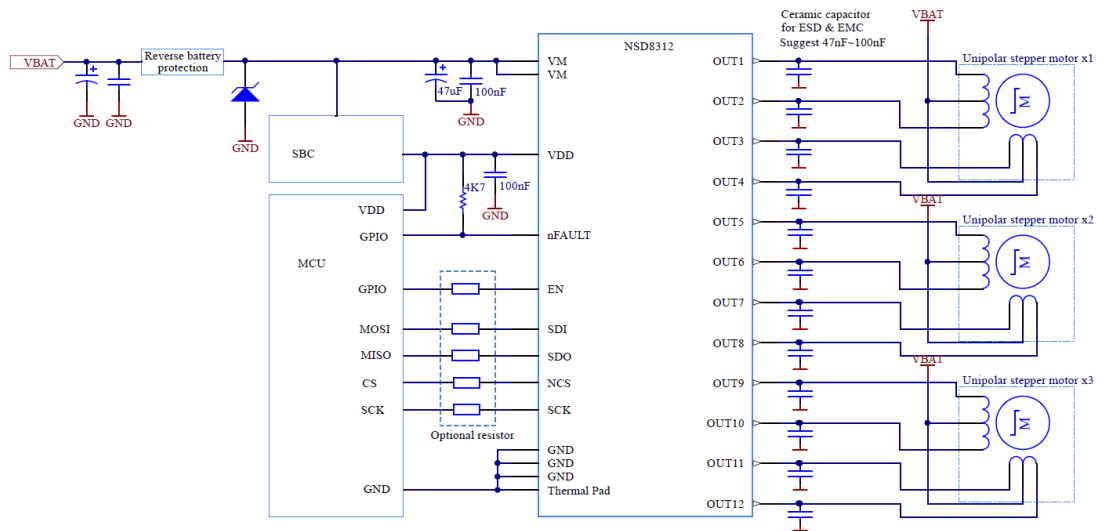 Ceramic capacitor
for ESD & EMC
Suggest 47nF~100nF
VBAT
NSD8312
VBAT
Reverse battery
protection
GND
GND
GND
47uF
100nF
GND
VM
VM
SBC
VDD
4K7
100nF
GND
VDD
GPIO
nFAULT
MCU
GPIO
EN
MOSI
SDI
MISO
SDO
CS
NCS
SCK
SCK
Optional resistor
GND
GND
GND
GND
Thermal Pad
OUT1
OUT2
OUT3
OUT4
OUT5
OUT6
OUT7
OUT8
OUT9
OUT10
OUT11
OUT12
Unipolar stepper motor x1
M
VBAT
Unipolar stepper motor x2
M
VBAT
Unipolar stepper motor x3
M